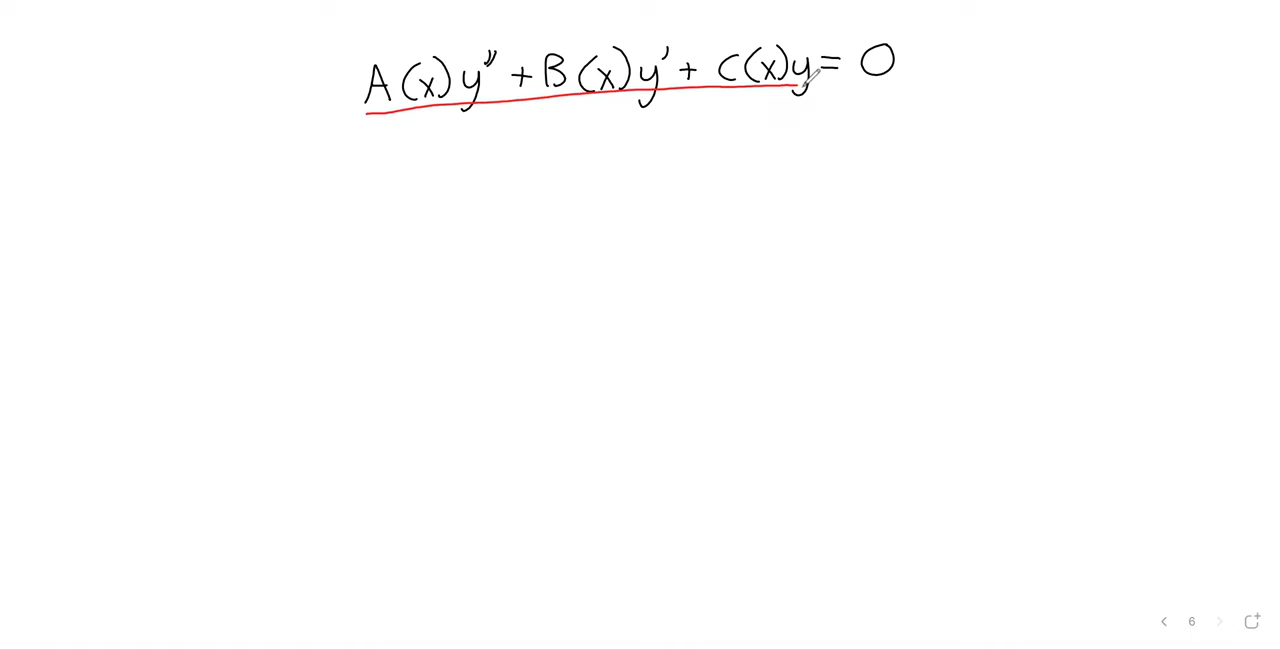 A(x)y'' + B(x)y' + C(x)y = 0
6